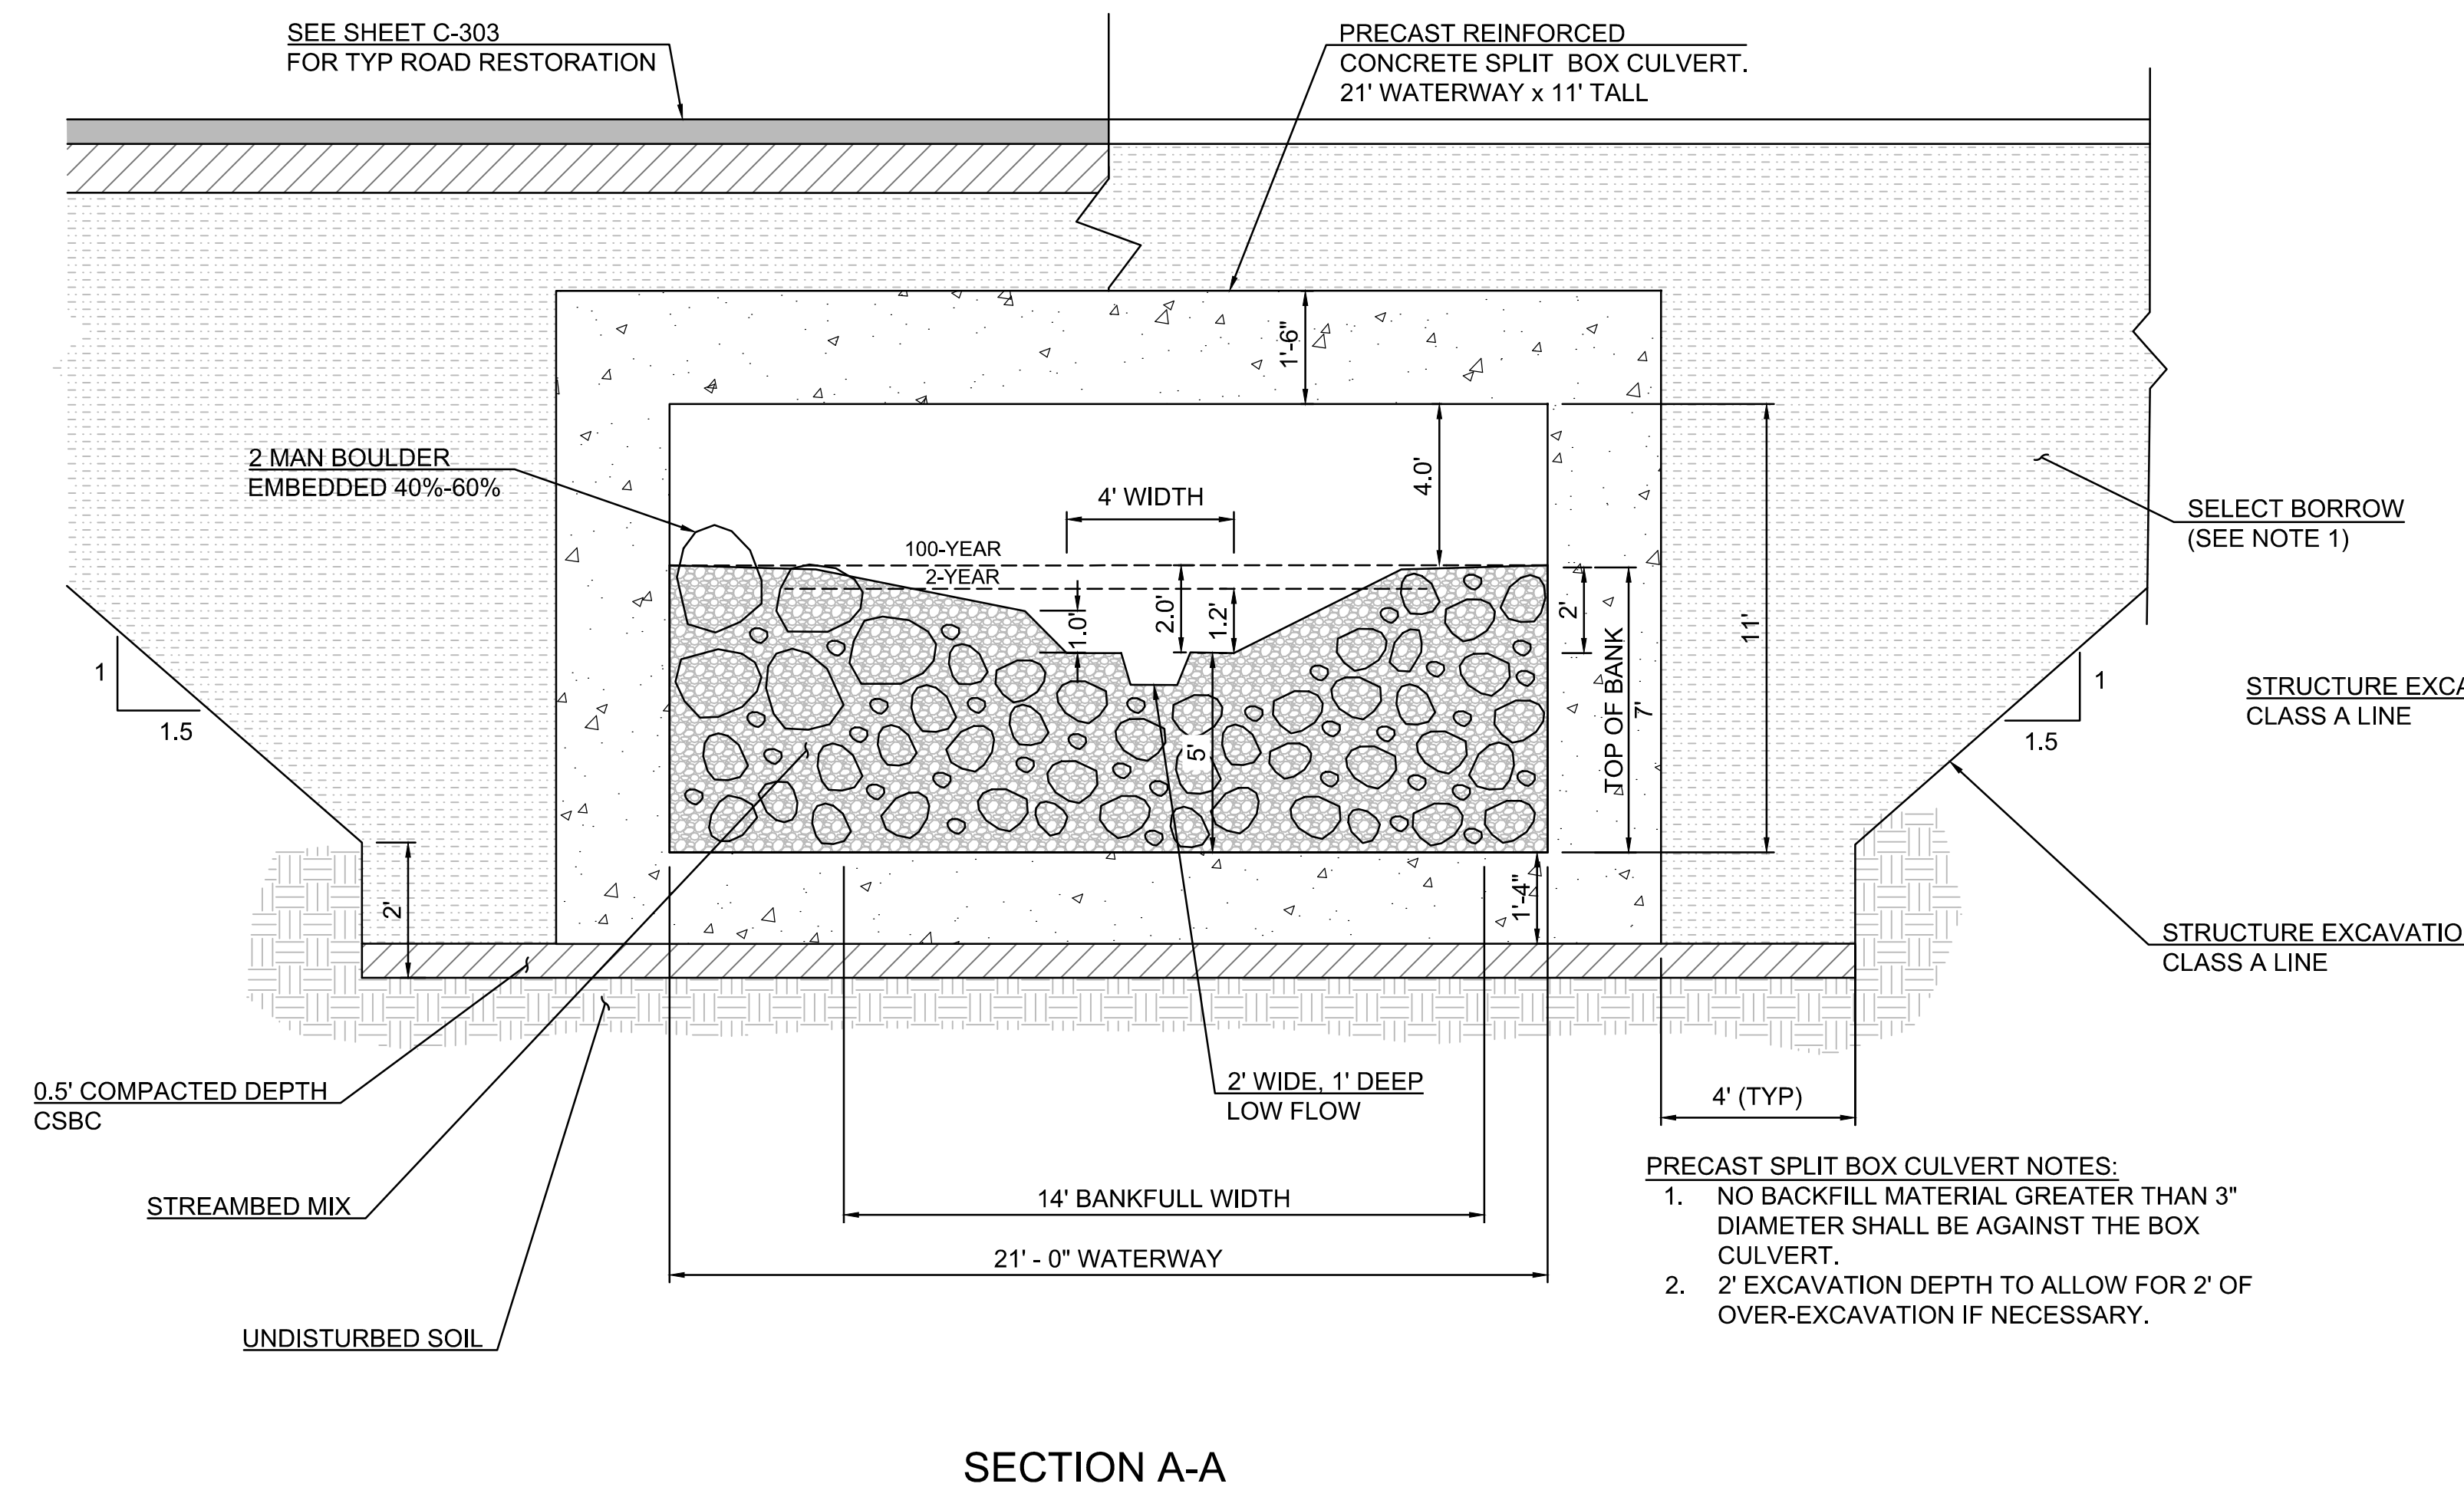 SEE SHEET C-303
FOR TYP ROAD RESTORATION
PRECAST REINFORCED
CONCRETE SPLIT BOX CULVERT.
21' WATERWAY x 11' TALL
1'-6"
2 MAN BOULDER
EMBEDDED 40%-60%
4' WIDTH
4.0'
100-YEAR
2-YEAR
1.0'
2.0'
1.2'
2'
TOP OF BANK
7'
11'
5'
SELECT BORROW
(SEE NOTE 1)
1
1.5
1
1.5
STRUCTURE EXCA
CLASS A LINE
2'
1'-4"
STRUCTURE EXCAVATIO
CLASS A LINE
0.5' COMPACTED DEPTH
CSBC
2' WIDE, 1' DEEP
LOW FLOW
4' (TYP)
STREAMBED MIX
14' BANKFULL WIDTH
21' - 0" WATERWAY
UNDISTURBED SOIL
PRECAST SPLIT BOX CULVERT NOTES:
1. NO BACKFILL MATERIAL GREATER THAN 3"
DIAMETER SHALL BE AGAINST THE BOX
CULVERT.
2. 2' EXCAVATION DEPTH TO ALLOW FOR 2' OF
OVER-EXCAVATION IF NECESSARY.
SECTION A-A